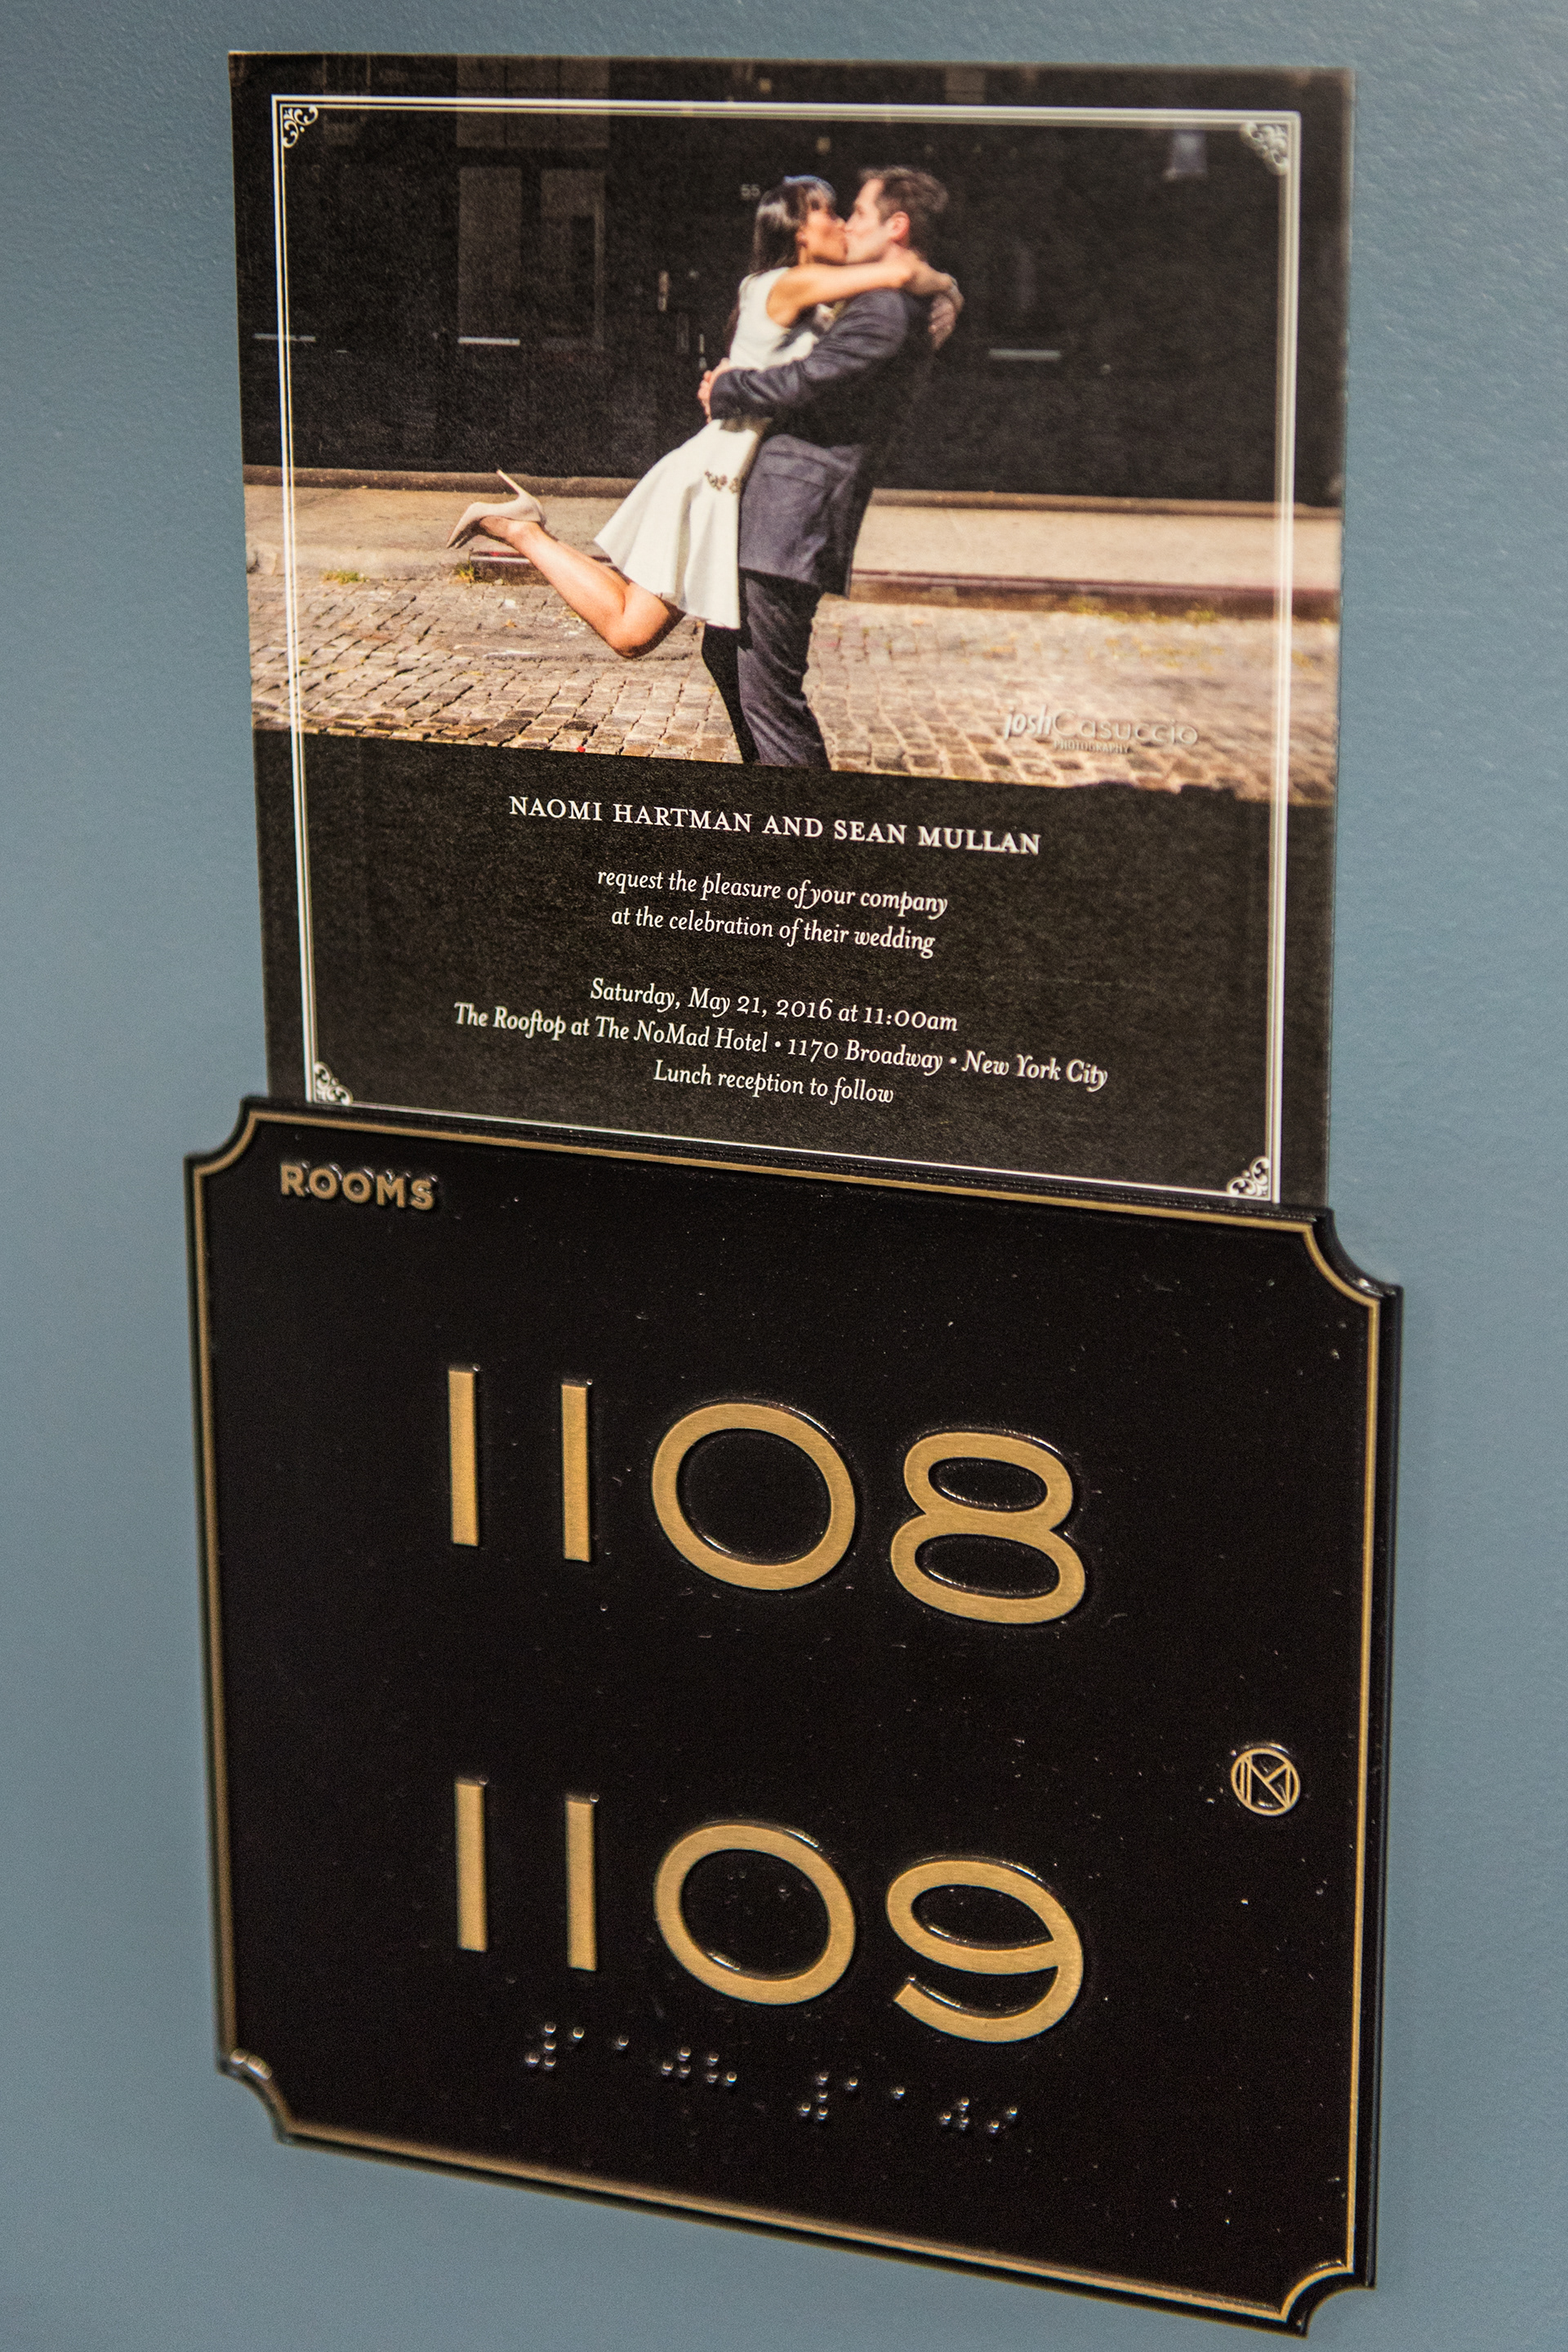 55
joshCasuccio
PHOTOGRAPHY
NAOMI HARTMAN AND SEAN MULLAN
request the pleasure of your company
at the celebration of their wedding
Saturday, May 21, 2016 at 11:00am
The Rooftop at The NoMad Hotel • 1170 Broadway • New York City
Lunch reception to follow
ROOMS
1108
1109
⠼⠁⠁⠚⠓ ⠼⠁⠁⠚⠊